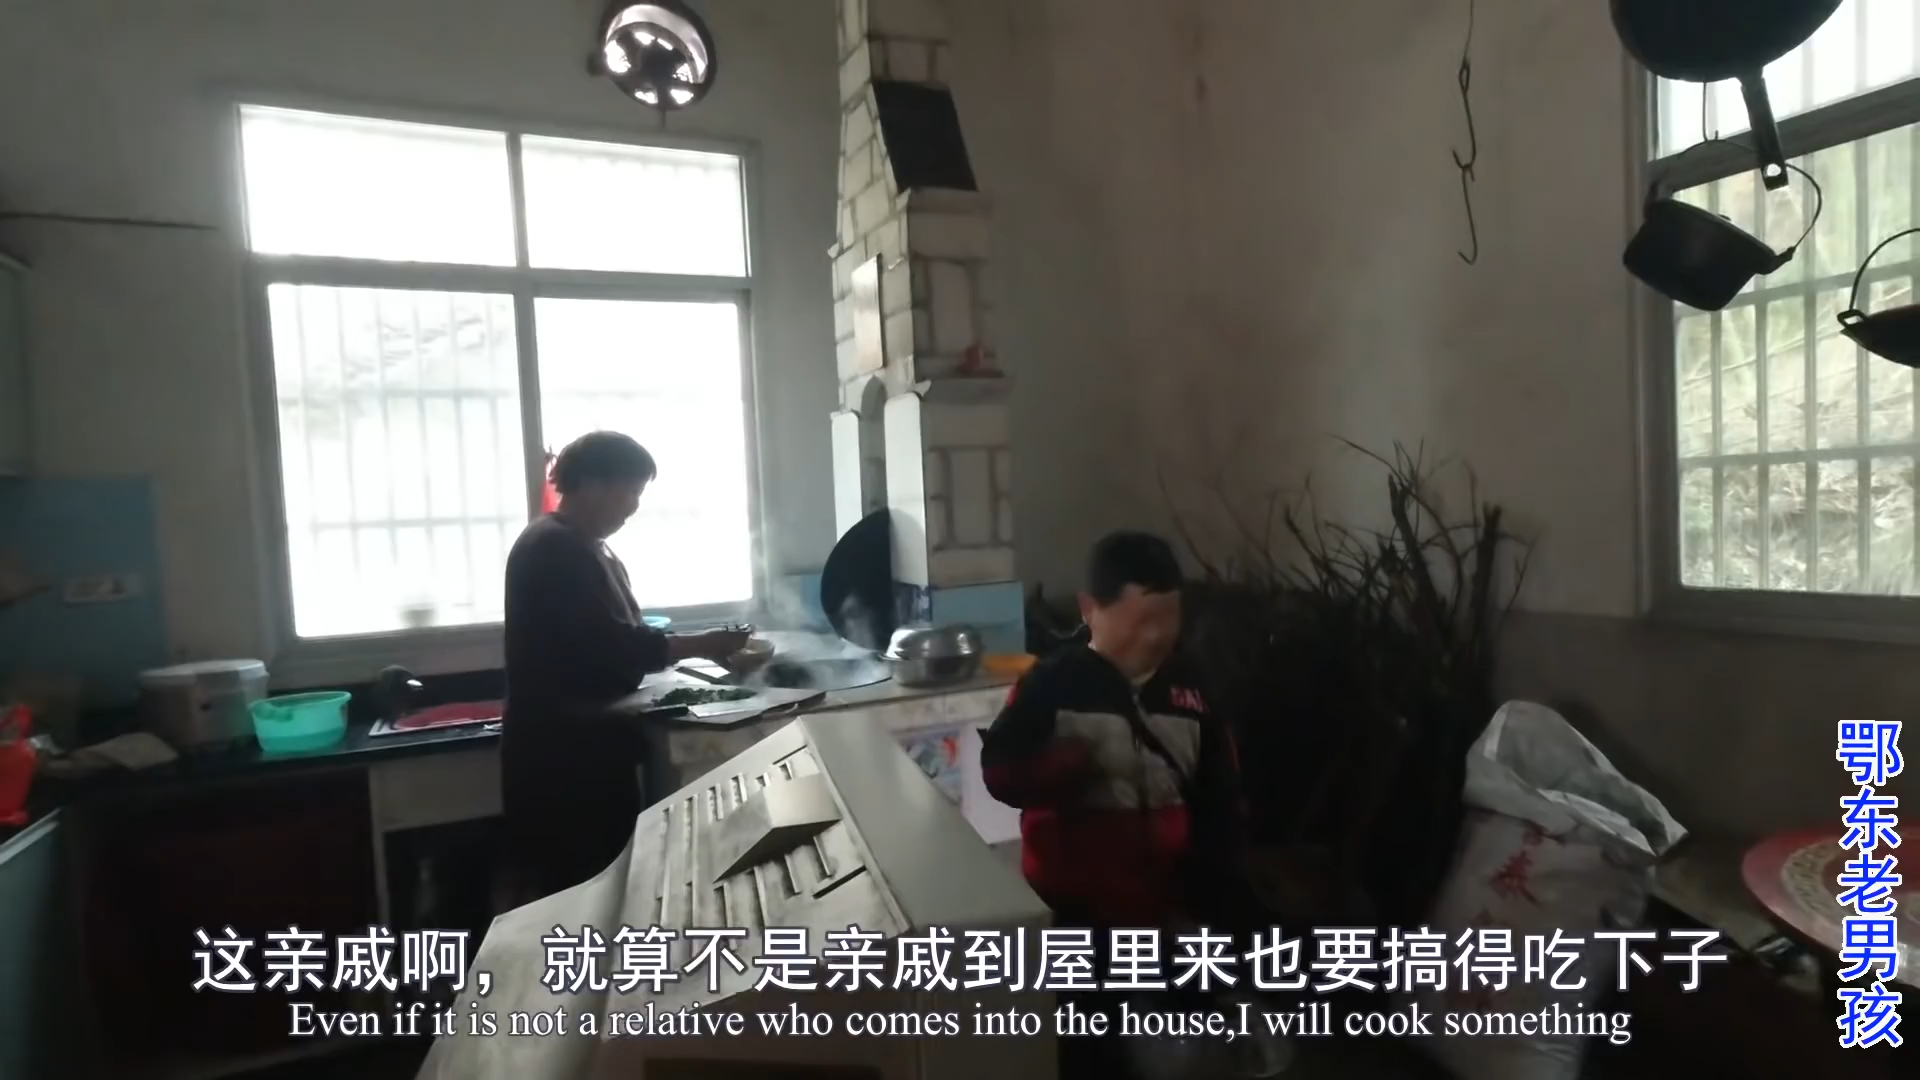 鄂东老男孩
这亲戚啊，就算不是亲戚到屋里来也要搞得吃下子
Even if it is not a relative who comes into the house,I will cook something